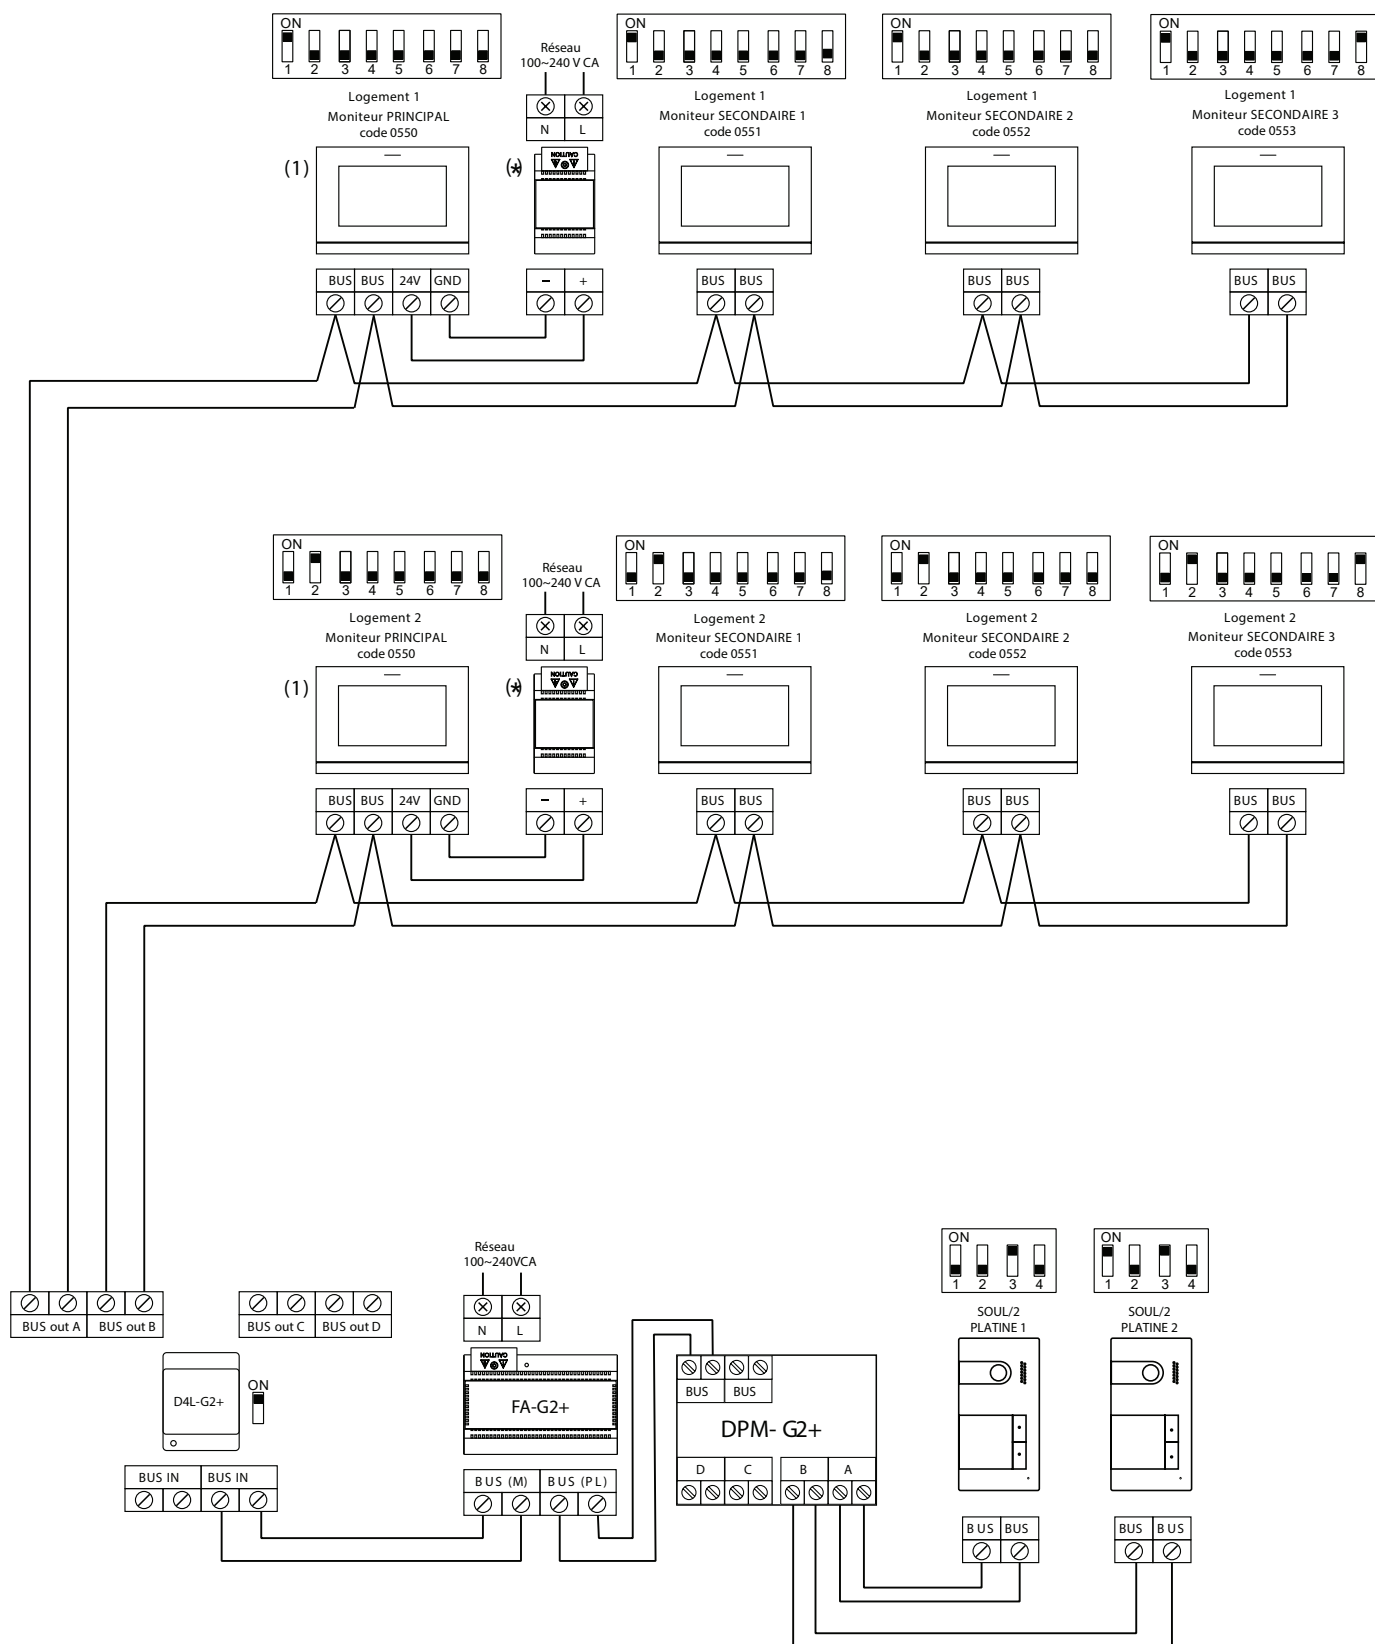 ON
1 2 3 4 5 6 7 8
Logement 1
Moniteur PRINCIPAL
code 0550
(1)
BUS BUS 24V GND
Réseau
100~240 V CA
N L
CAUTION
(*)
− +
ON
1 2 3 4 5 6 7 8
Logement 1
Moniteur SECONDAIRE 1
code 0551
BUS BUS
ON
1 2 3 4 5 6 7 8
Logement 1
Moniteur SECONDAIRE 2
code 0552
BUS BUS
ON
1 2 3 4 5 6 7 8
Logement 1
Moniteur SECONDAIRE 3
code 0553
BUS BUS
ON
1 2 3 4 5 6 7 8
Logement 2
Moniteur PRINCIPAL
code 0550
(1)
BUS BUS 24V GND
Réseau
100~240 V CA
N L
CAUTION
(*)
− +
ON
1 2 3 4 5 6 7 8
Logement 2
Moniteur SECONDAIRE 1
code 0551
BUS BUS
ON
1 2 3 4 5 6 7 8
Logement 2
Moniteur SECONDAIRE 2
code 0552
BUS BUS
ON
1 2 3 4 5 6 7 8
Logement 2
Moniteur SECONDAIRE 3
code 0553
BUS BUS
BUS out A BUS out B
BUS out C BUS out D
D4L-G2+
ON
BUS IN BUS IN
Réseau
100~240VCA
N L
CAUTION
FA-G2+
BUS (M) BUS (PL)
BUS BUS
DPM- G2+
D C B A
ON
1 2 3 4
SOUL/2
PLATINE 1
BUS BUS
ON
1 2 3 4
SOUL/2
PLATINE 2
BUS BUS